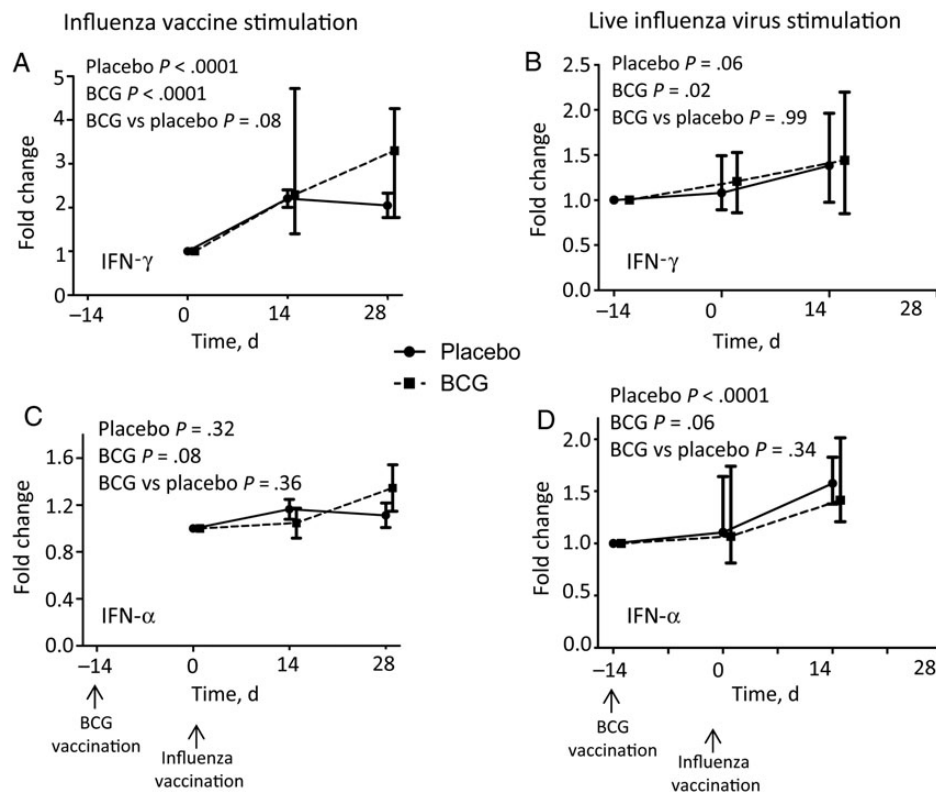 Influenza vaccine stimulation
Live influenza virus stimulation
A
Placebo P < .0001
BCG P < .0001
BCG vs placebo P = .08
5
4
3
2
1
0
Fold change
IFN-γ
–14
0
14
28
Time, d
B
Placebo P = .06
BCG P = .02
BCG vs placebo P = .99
2.5
2.0
1.5
1.0
0.5
0.0
Fold change
IFN-γ
–14
0
14
28
Time, d
Placebo
BCG
C
Placebo P = .32
BCG P = .08
BCG vs placebo P = .36
1.6
1.2
0.8
0.4
0.0
Fold change
IFN-α
–14
0
14
28
Time, d
BCG
vaccination
Influenza
vaccination
D
Placebo P < .0001
BCG P = .06
BCG vs placebo P = .34
2.0
1.5
1.0
0.5
0.0
Fold change
IFN-α
–14
0
14
28
Time, d
BCG
vaccination
Influenza
vaccination